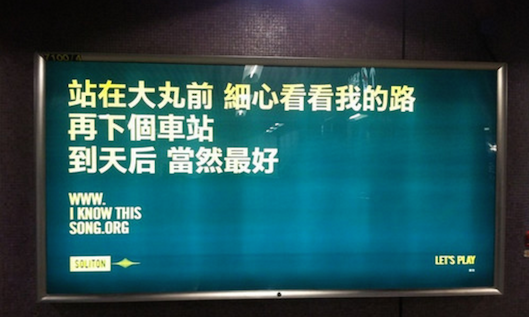 站在大丸前 細心看看我的路
再下個車站
到天后 當然最好
WWW.
I KNOW THIS
SONG.ORG
SOLITON
LET'S PLAY